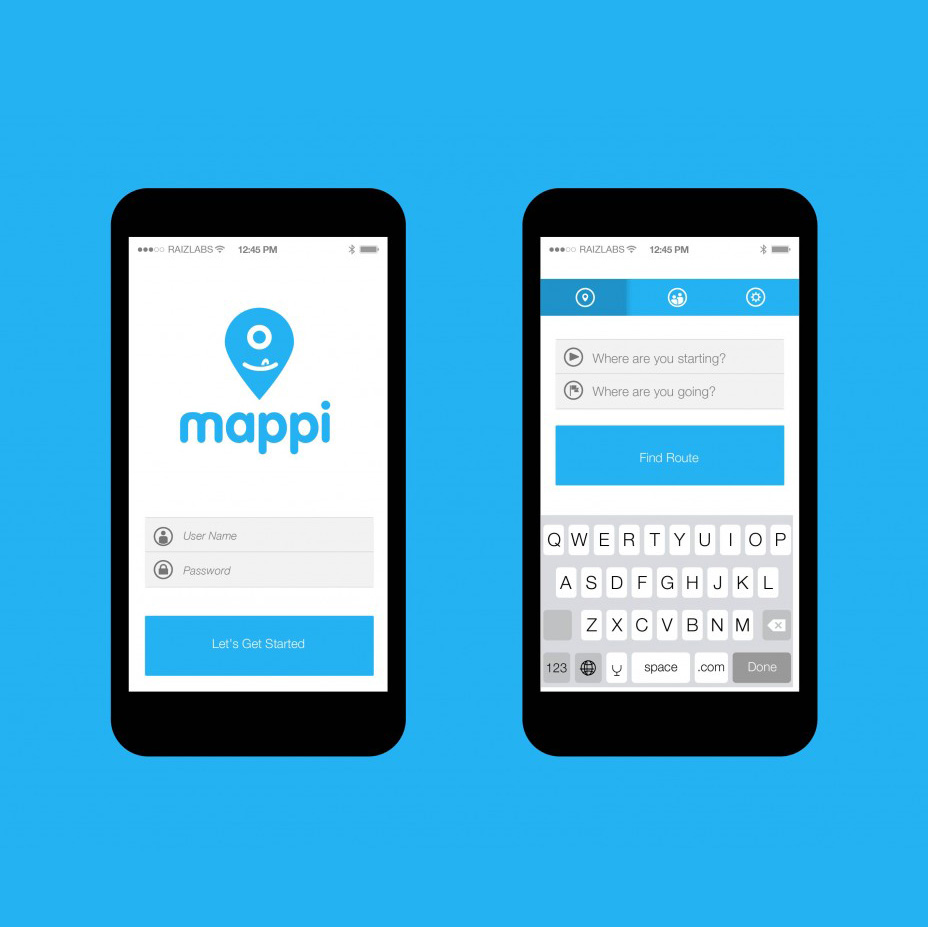 RAIZLABS 12:45 PM
mappi
User Name
Password
Let's Get Started
RAIZLABS 12:45 PM
Where are you starting?
Where are you going?
Find Route
Q W E R T Y U I O P
A S D F G H J K L
Z X C V B N M
123 space .com Done